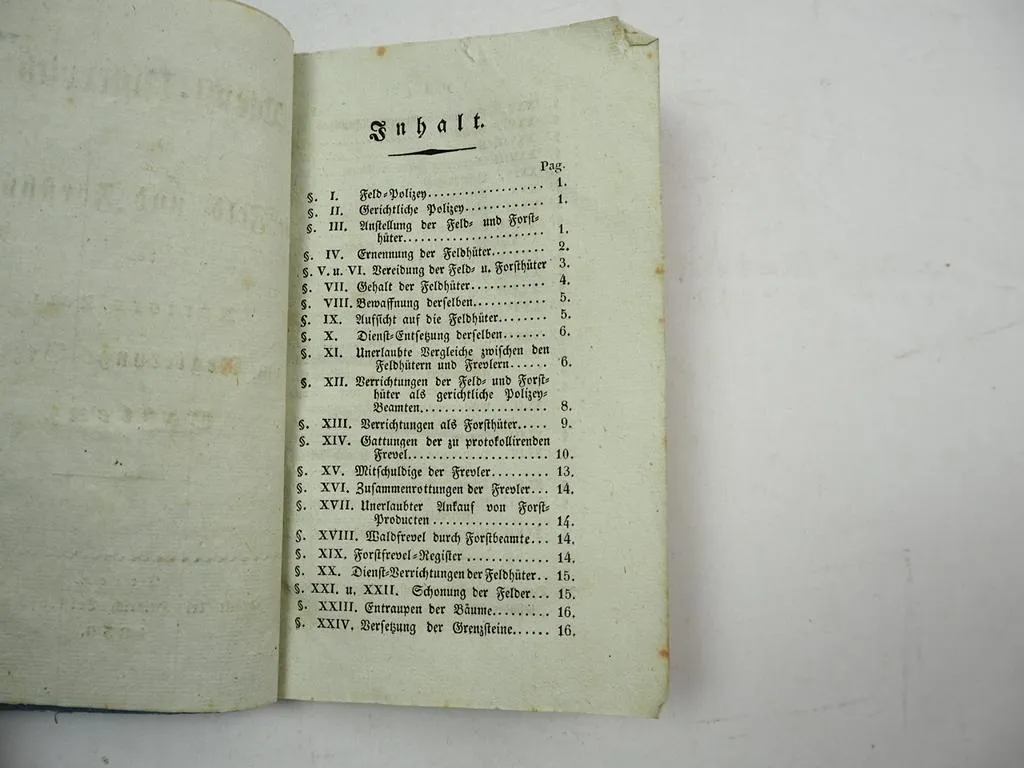 Inhalt.
Pag.
§. I. Feld-Polizey................... 1.
§. II. Gerichtliche Polizey............. 1.
§. III. Anstellung der Feld- und Forst-
hüter..................... 1.
§. IV. Ernennung der Feldhüter......... 2.
§. V. u. VI. Vereidung der Feld- u. Forsthüter 3.
§. VII. Gehalt der Feldhüter............ 4.
§. VIII. Bewaffnung derselben........... 5.
§. IX. Aufsicht auf die Feldhüter........ 5.
§. X. Dienst-Entsetzung derselben....... 6.
§. XI. Unerlaubte Vergleiche zwischen den
Feldhütern und Frevlern...... 6.
§. XII. Verrichtungen der Feld- und Forst-
hüter als gerichtliche Polizey-
Beamten................... 8.
§. XIII. Verrichtungen als Forsthüter..... 9.
§. XIV. Gattungen der zu protokollirenden
Frevel..................... 10.
§. XV. Mitschuldige der Frevler........ 13.
§. XVI. Zusammenrottungen der Frevler... 14.
§. XVII. Unerlaubter Ankauf von Forst-
Producten ................. 14.
§. XVIII. Waldfrevel durch Forstbeamte... 14.
§. XIX. Forstfrevel-Register ............ 14.
§. XX. Dienst-Verrichtungen der Feldhüter.. 15.
§. XXI. u. XXII. Schonung der Felder... 15.
§. XXIII. Entraupen der Bäume......... 16.
§. XXIV. Versetzung der Grenzsteine...... 16.